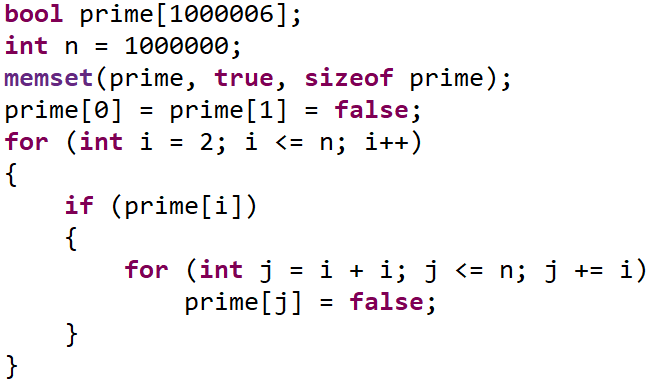 bool prime[1000006];
int n = 1000000;
memset(prime, true, sizeof prime);
prime[0] = prime[1] = false;
for (int i = 2; i <= n; i++)
{
    if (prime[i])
    {
        for (int j = i + i; j <= n; j += i)
            prime[j] = false;
    }
}